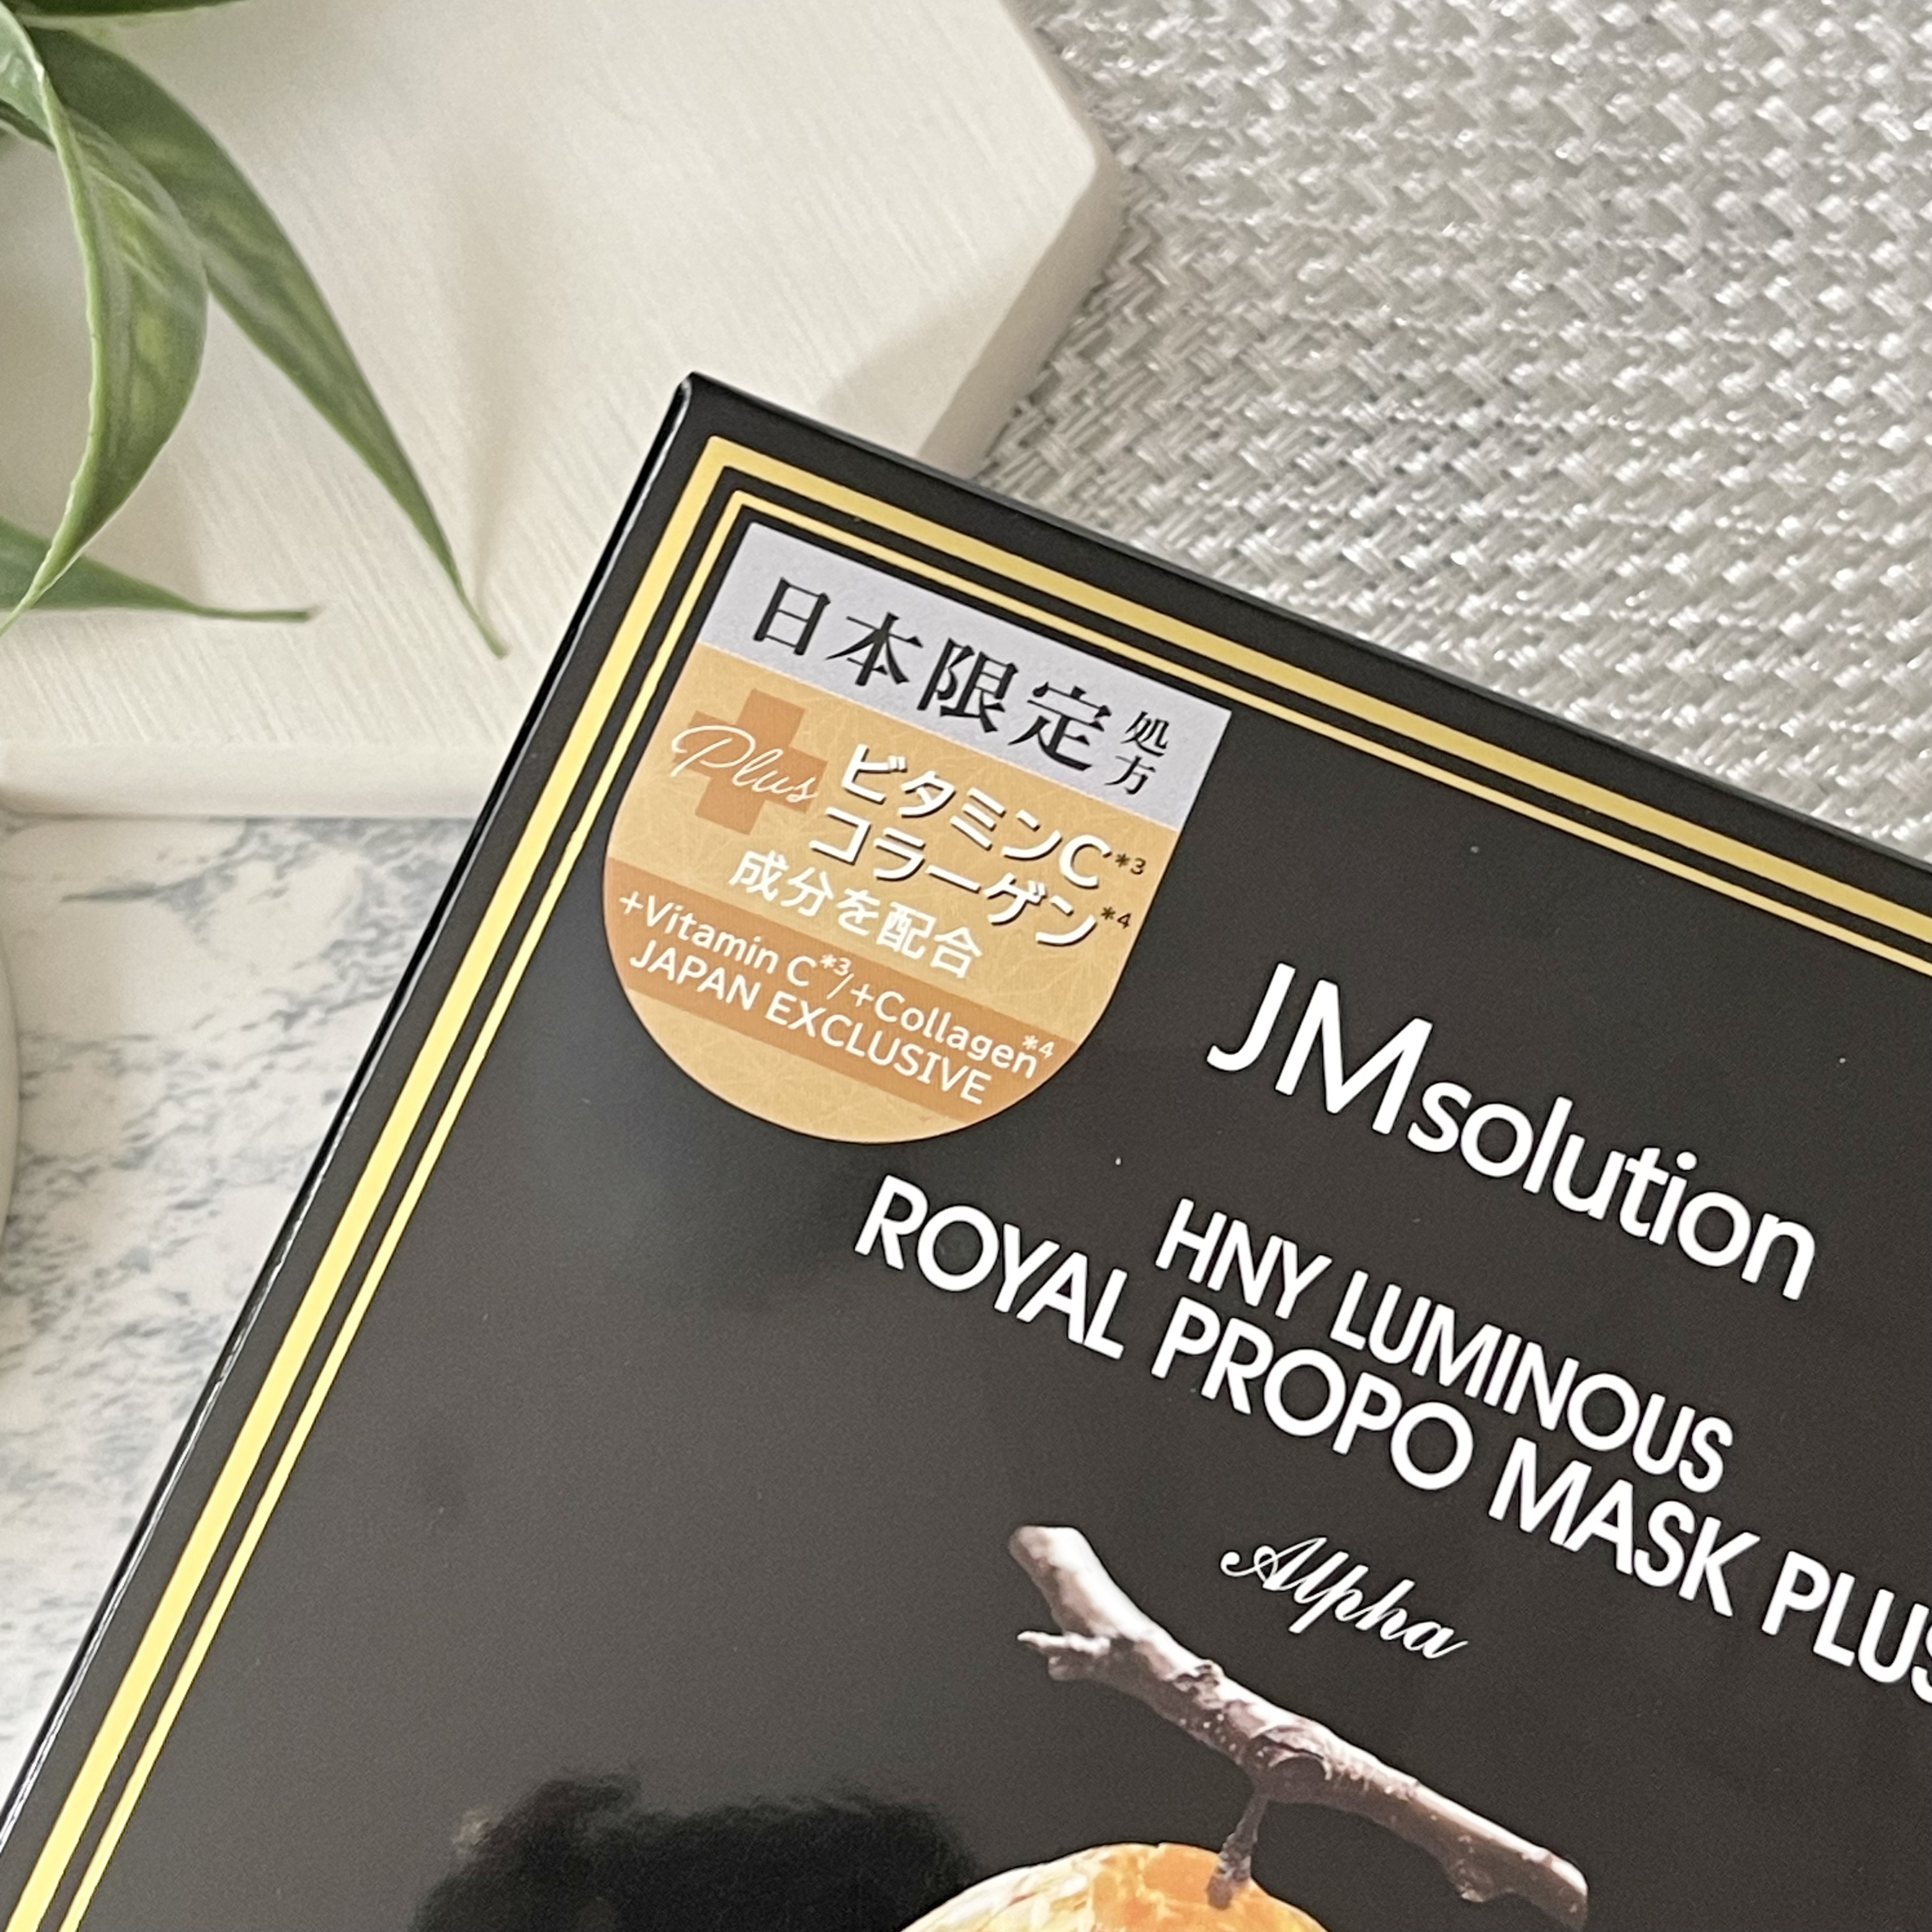 日本限定処方
Plus
ビタミンC*3
コラーゲン*4
成分を配合
+Vitamin C*3/+Collagen*4
JAPAN EXCLUSIVE
JMsolution
HNY LUMINOUS
ROYAL PROPO MASK PLUS
Alpha